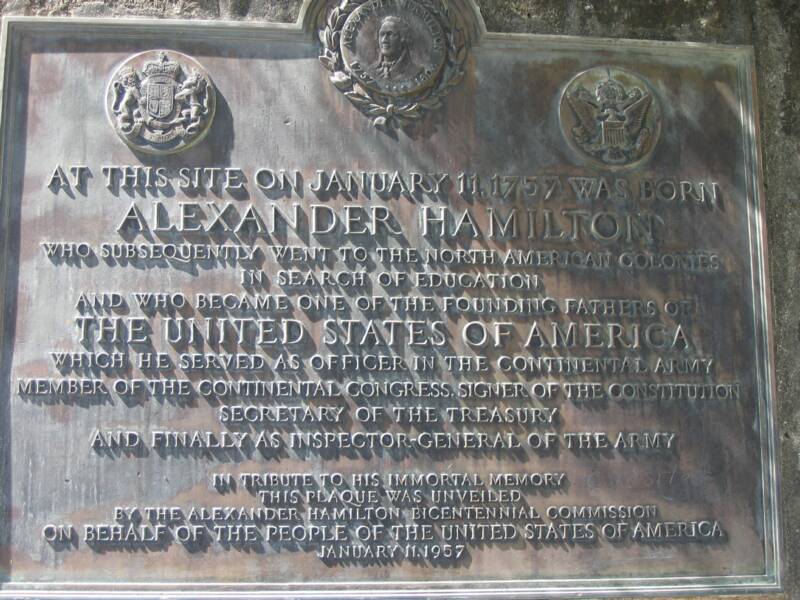 ALEXANDER HAMILTON
AT THIS SITE ON JANUARY 11, 1757 WAS BORN
ALEXANDER HAMILTON
WHO SUBSEQUENTLY WENT TO THE NORTH AMERICAN COLONIES
IN SEARCH OF EDUCATION
AND WHO BECAME ONE OF THE FOUNDING FATHERS OF
THE UNITED STATES OF AMERICA
WHICH HE SERVED AS OFFICER IN THE CONTINENTAL ARMY
MEMBER OF THE CONTINENTAL CONGRESS, SIGNER OF THE CONSTITUTION
SECRETARY OF THE TREASURY
AND FINALLY AS INSPECTOR-GENERAL OF THE ARMY
IN TRIBUTE TO HIS IMMORTAL MEMORY
THIS PLAQUE WAS UNVEILED
BY THE ALEXANDER HAMILTON BICENTENNIAL COMMISSION
ON BEHALF OF THE PEOPLE OF THE UNITED STATES OF AMERICA
JANUARY 11, 1957